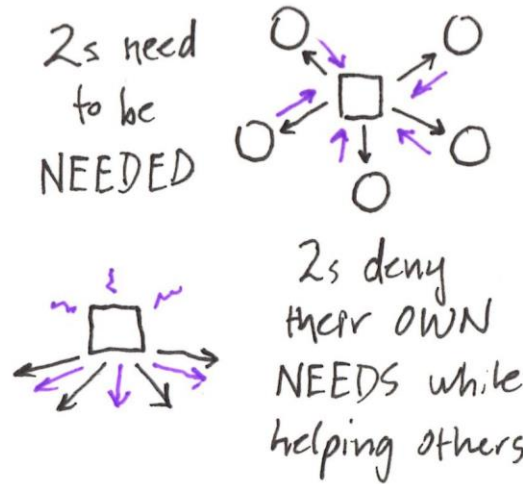 2s need
to be
NEEDED
2s deny
their OWN
NEEDS while
helping others